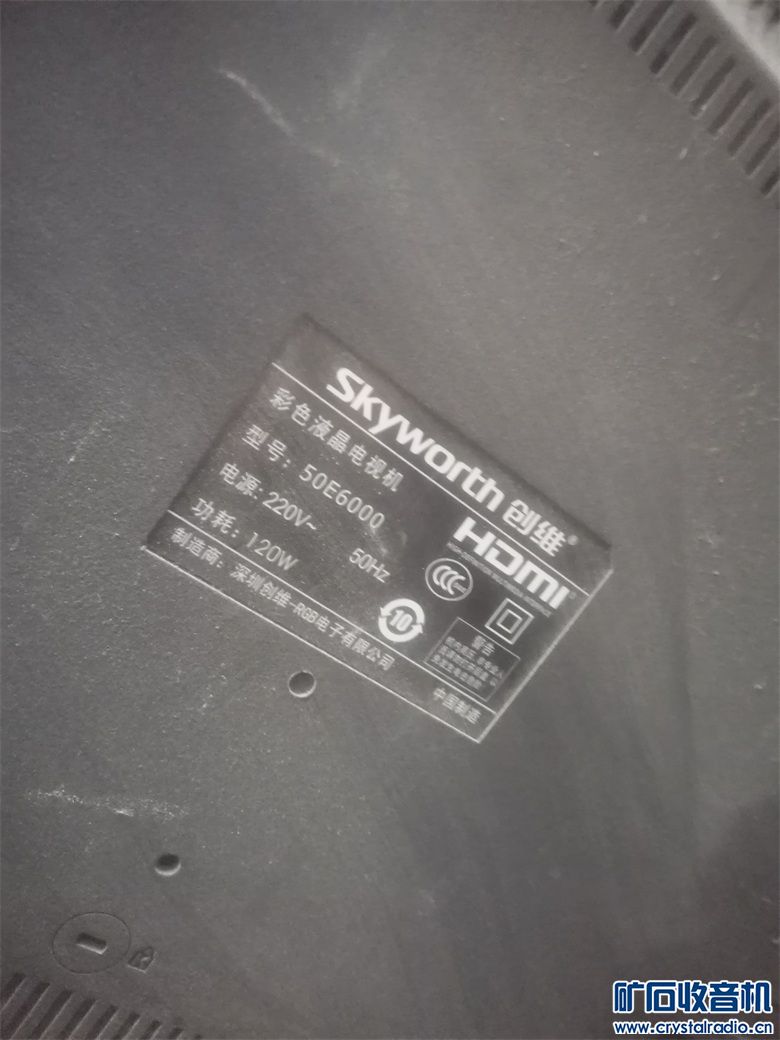 Skyworth 创维®
彩色液晶电视机
HDMI®
型号: 50E6000
电源: 220V~ 50Hz
功耗: 120W
10
警告
制造商: 深圳创维-RGB电子有限公司
中国制造
矿石收音机
www.crystalradio.cn